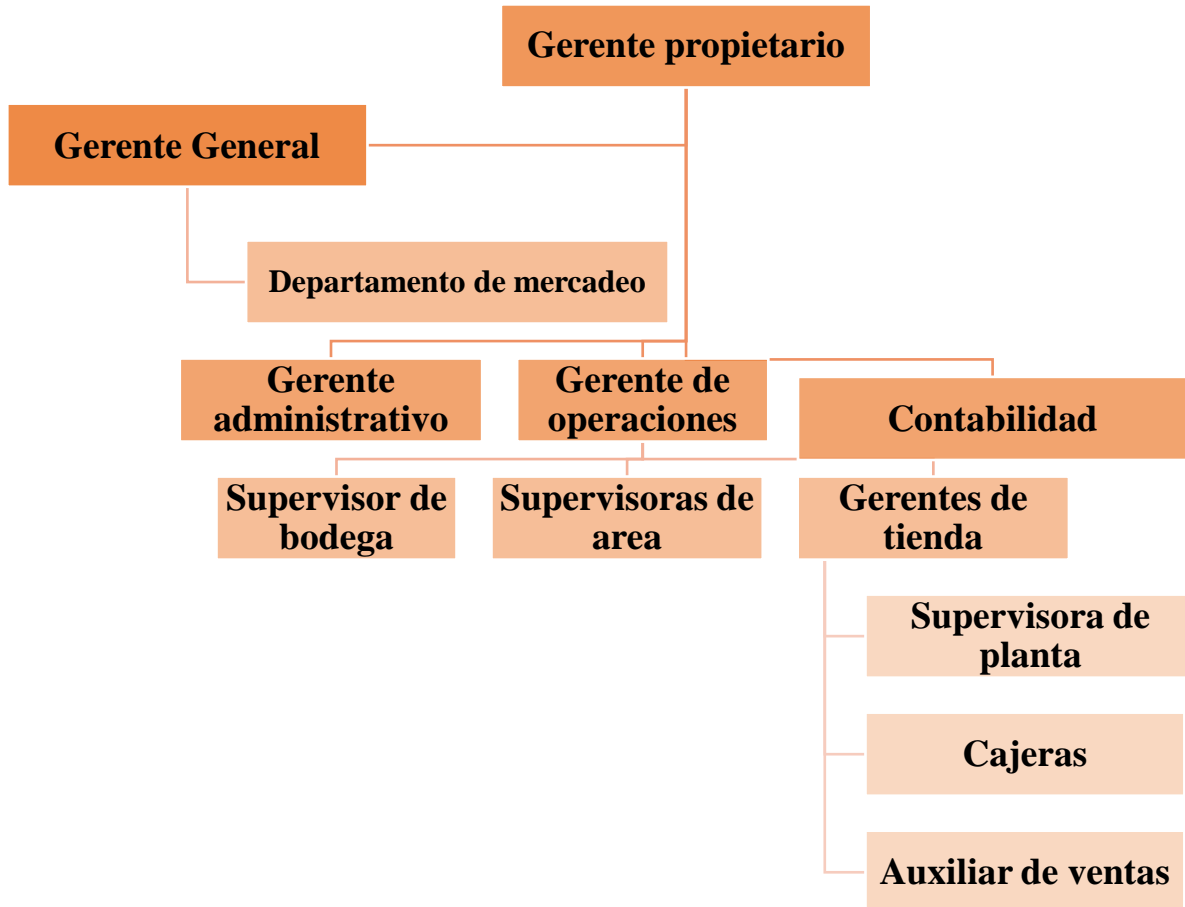 Gerente propietario
Gerente General
Departamento de mercadeo
Gerente
administrativo
Gerente de
operaciones
Contabilidad
Supervisor de
bodega
Supervisoras de
area
Gerentes de
tienda
Supervisora de
planta
Cajeras
Auxiliar de ventas